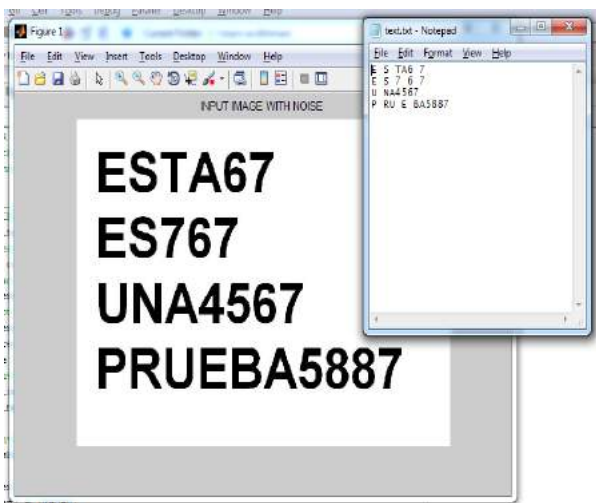 Figure 1
File Edit View Insert Tools Desktop Window Help
INPUT IMAGE WITH NOISE
ESTA67
ES767
UNA4567
PRUEBA5887
text.txt - Notepad
File Edit Format View Help
E S TA6 7
E S 7 6 7
U NA4567
P RU E BA5887